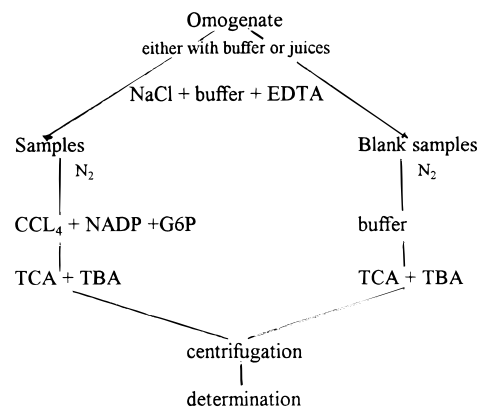 Omogenate
either with buffer or juices
NaCl + buffer + EDTA
Samples
Blank samples
N₂
N₂
CCL₄ + NADP +G6P
buffer
TCA + TBA
TCA + TBA
centrifugation
determination